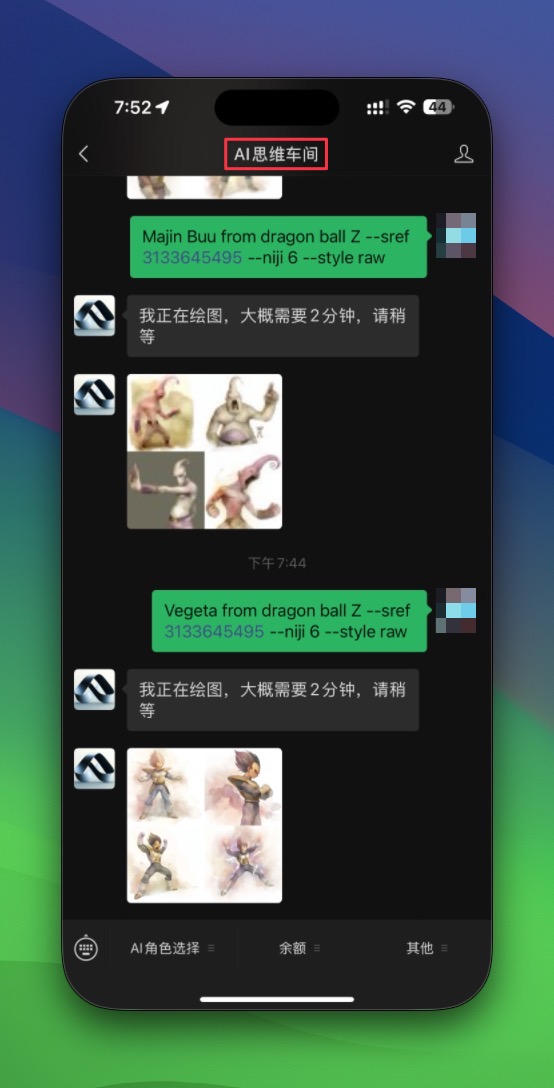 7:52
44
AI思维车间
Majin Buu from dragon ball Z --sref
3133645495 --niji 6 --style raw
我正在绘图，大概需要2分钟，请稍
等
下午7:44
Vegeta from dragon ball Z --sref
3133645495 --niji 6 --style raw
我正在绘图，大概需要2分钟，请稍
等
AI角色选择
余额
其他